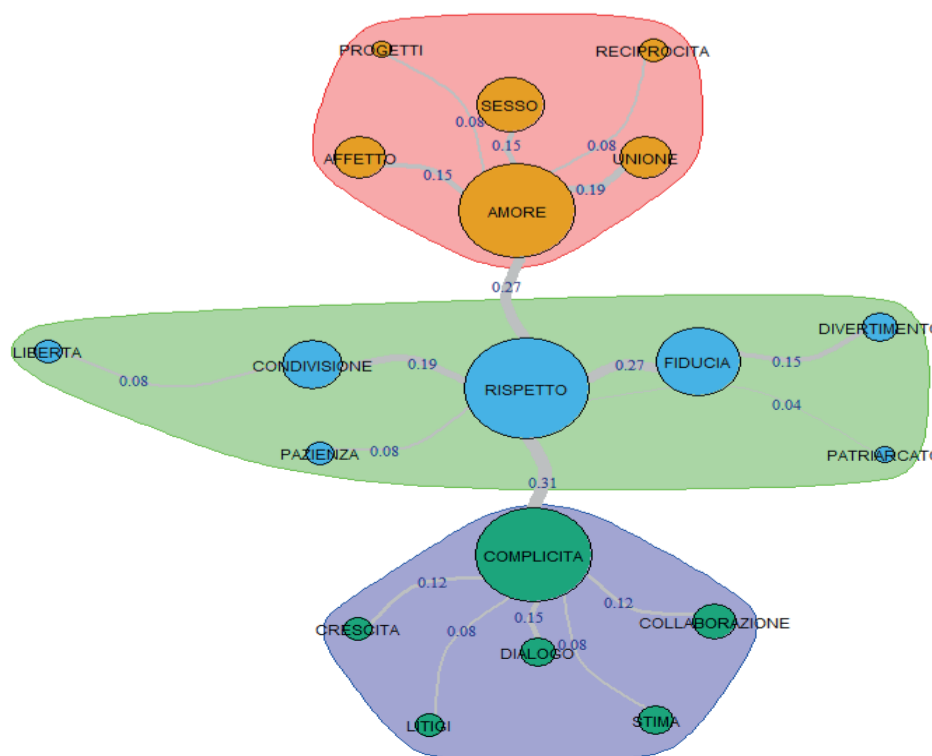 PROGETTI
RECIPROCITA
SESSO
0.08
0.15
0.08
AFFETTO
UNIONE
0.15
0.19
AMORE
0.27
DIVERTIMENTO
LIBERTA
CONDIVISIONE
0.19
0.27
FIDUCIA
0.15
0.08
RISPETTO
0.04
PAZIENZA
0.08
PATRIARCATO
0.31
COMPLICITA
0.12
0.12
CRESCITA
0.15
COLLABORAZIONE
0.08
DIALOGO
0.08
LITIGI
STIMA